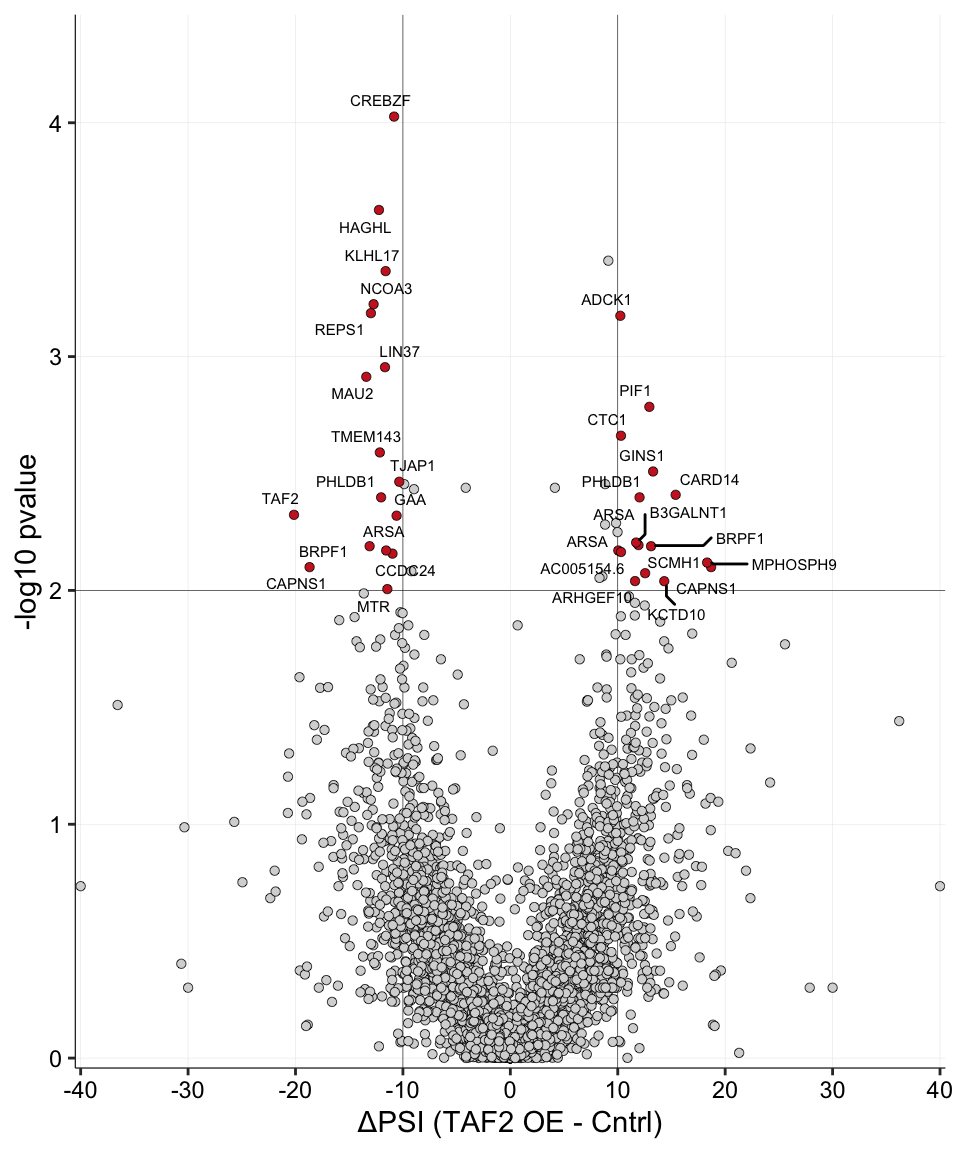 CREBZF
4
HAGHL
KLHL17
NCOA3
ADCK1
REPS1
LIN37
3
MAU2
PIF1
CTC1
TMEM143
GINS1
TJAP1
PHLDB1
PHLDB1
CARD14
GAA
TAF2
ARSA
B3GALNT1
ARSA
ARSA
BRPF1
BRPF1
SCMH1
MPHOSPH9
AC005154.6
CCDC24
CAPNS1
CAPNS1
2
ARHGEF10
MTR
KCTD10
-log10 pvalue
1
0
-40 -30 -20 -10 0 10 20 30 40
ΔPSI (TAF2 OE - Cntrl)